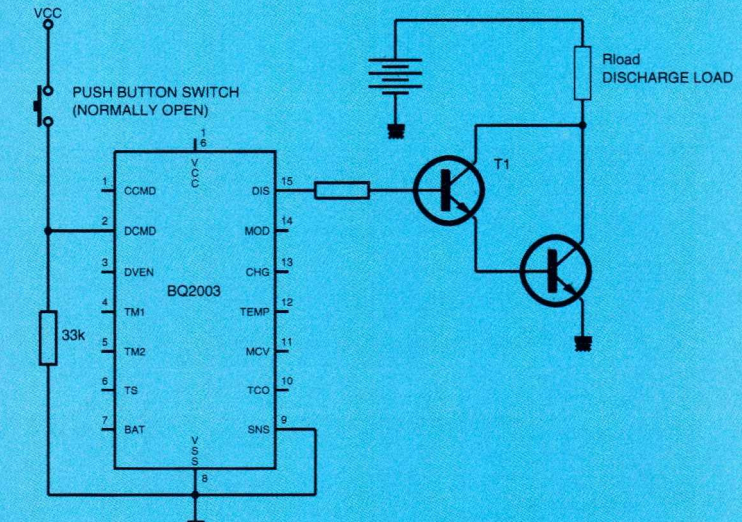 VCC
PUSH BUTTON SWITCH
(NORMALLY OPEN)
Rload
DISCHARGE LOAD
T1
16
VCC
1 CCMD
DIS 15
2 DCMD
MOD 14
3 DVEN
CHG 13
BQ2003
4 TM1
TEMP 12
33k
5 TM2
MCV 11
6 TS
TCO 10
7 BAT
SNS 9
VSS
8